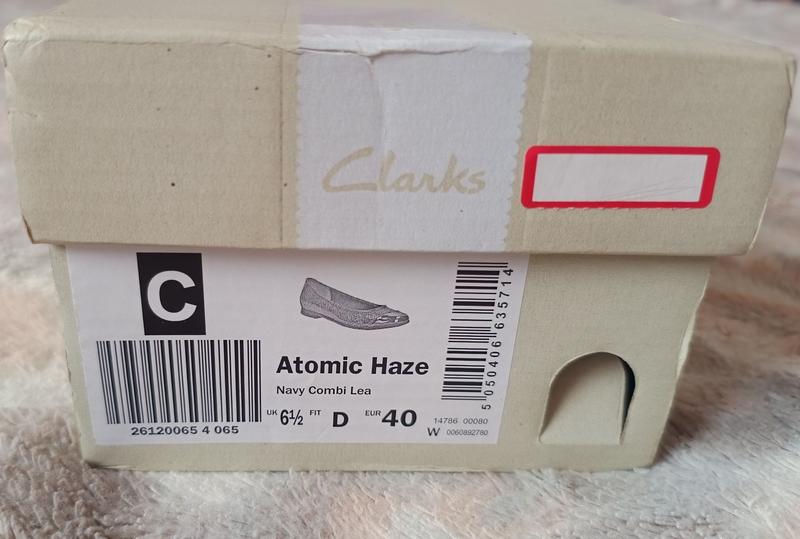 Clarks
C
Atomic Haze
Navy Combi Lea
UK 6½ FIT D EUR 40
26120065 4 065
14786 00080
W 0060892780
5 050406 635714